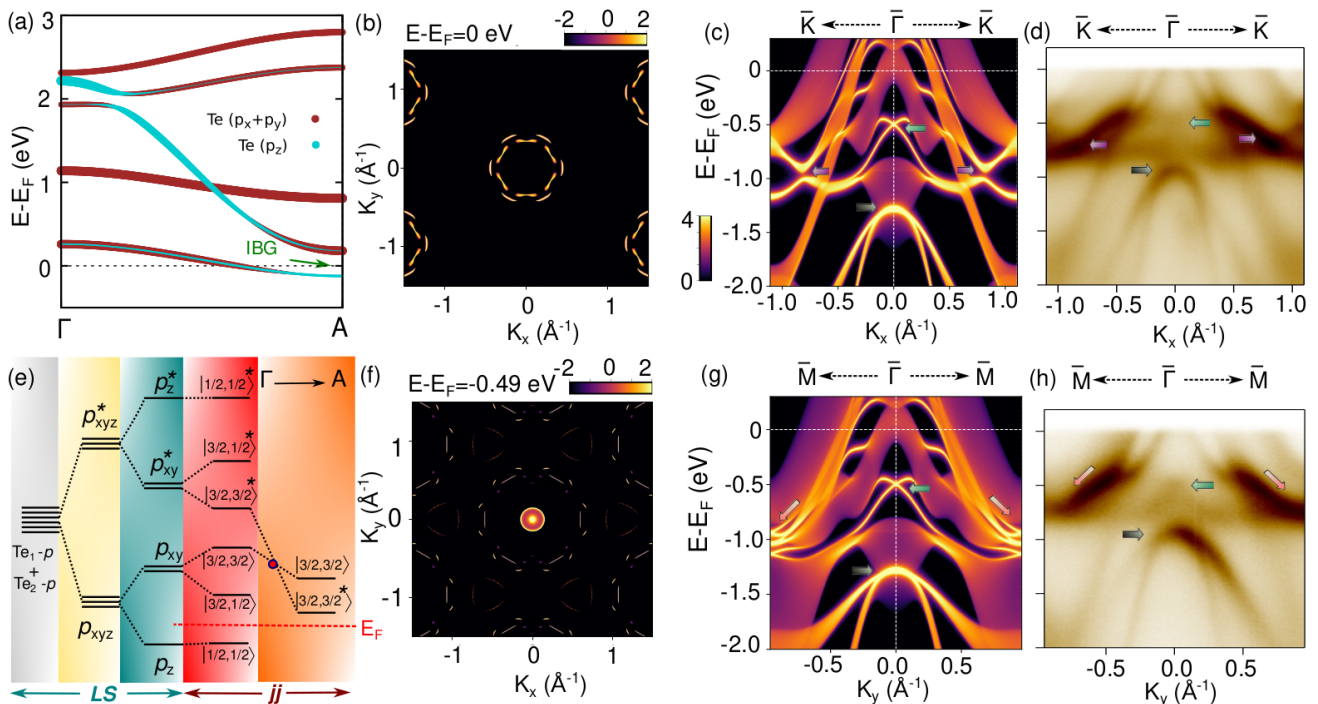 (a)
3
2
1
0
E-E_F (eV)
Te (p_x+p_y)
Te (p_z)
IBG
Γ
A
(b)
E-E_F=0 eV
-2 0 2
1
0
-1
K_y (Å^-1)
-1 0 1
K_x (Å^-1)
(c)
K̄ Γ̄ K̄
0
-0.5
-1.0
-1.5
-2.0
E-E_F (eV)
4
0
-1.0 -0.5 0.0 0.5 1.0
K_x (Å^-1)
(d)
K̄ Γ̄ K̄
-1.0 -0.5 0.0 0.5 1.0
K_x (Å^-1)
(e)
Te₁-p
+
Te₂-p
p*_xyz
p_xyz
p_z*
p*_xy
p_xy
p_z
|1/2,1/2⟩*
|3/2,1/2⟩*
|3/2,3/2⟩*
|3/2,3/2⟩
|3/2,1/2⟩
|1/2,1/2⟩
Γ A
|3/2,3/2⟩
|3/2,3/2⟩*
E_F
LS
jj
(f)
E-E_F=-0.49 eV
-2 0 2
1
0
-1
K_y (Å^-1)
-1 0 1
K_x (Å^-1)
(g)
M̄ Γ̄ M̄
0
-0.5
-1.0
-1.5
-2.0
E-E_F (eV)
-0.5 0.0 0.5
K_y (Å^-1)
(h)
M̄ Γ̄ M̄
-0.5 0.0 0.5
K_y (Å^-1)